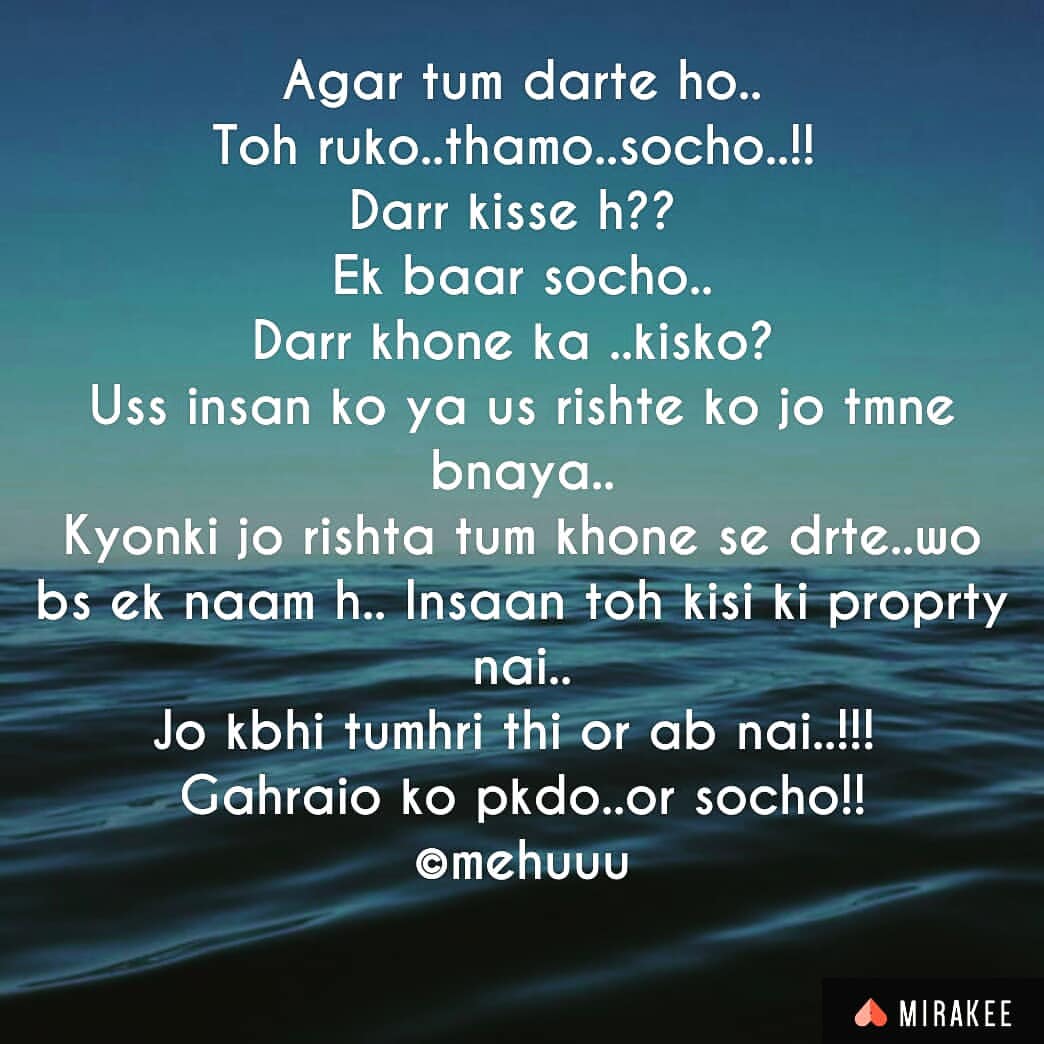 Agar tum darte ho..
Toh ruko..thamo..socho..!!
Darr kisse h??
Ek baar socho..
Darr khone ka ..kisko?
Uss insan ko ya us rishte ko jo tmne
bnaya..
Kyonki jo rishta tum khone se drte..wo
bs ek naam h.. Insaan toh kisi ki proprty
nai..
Jo kbhi tumhri thi or ab nai..!!!
Gahraio ko pkdo..or socho!!
©mehuuu
MIRAKEE